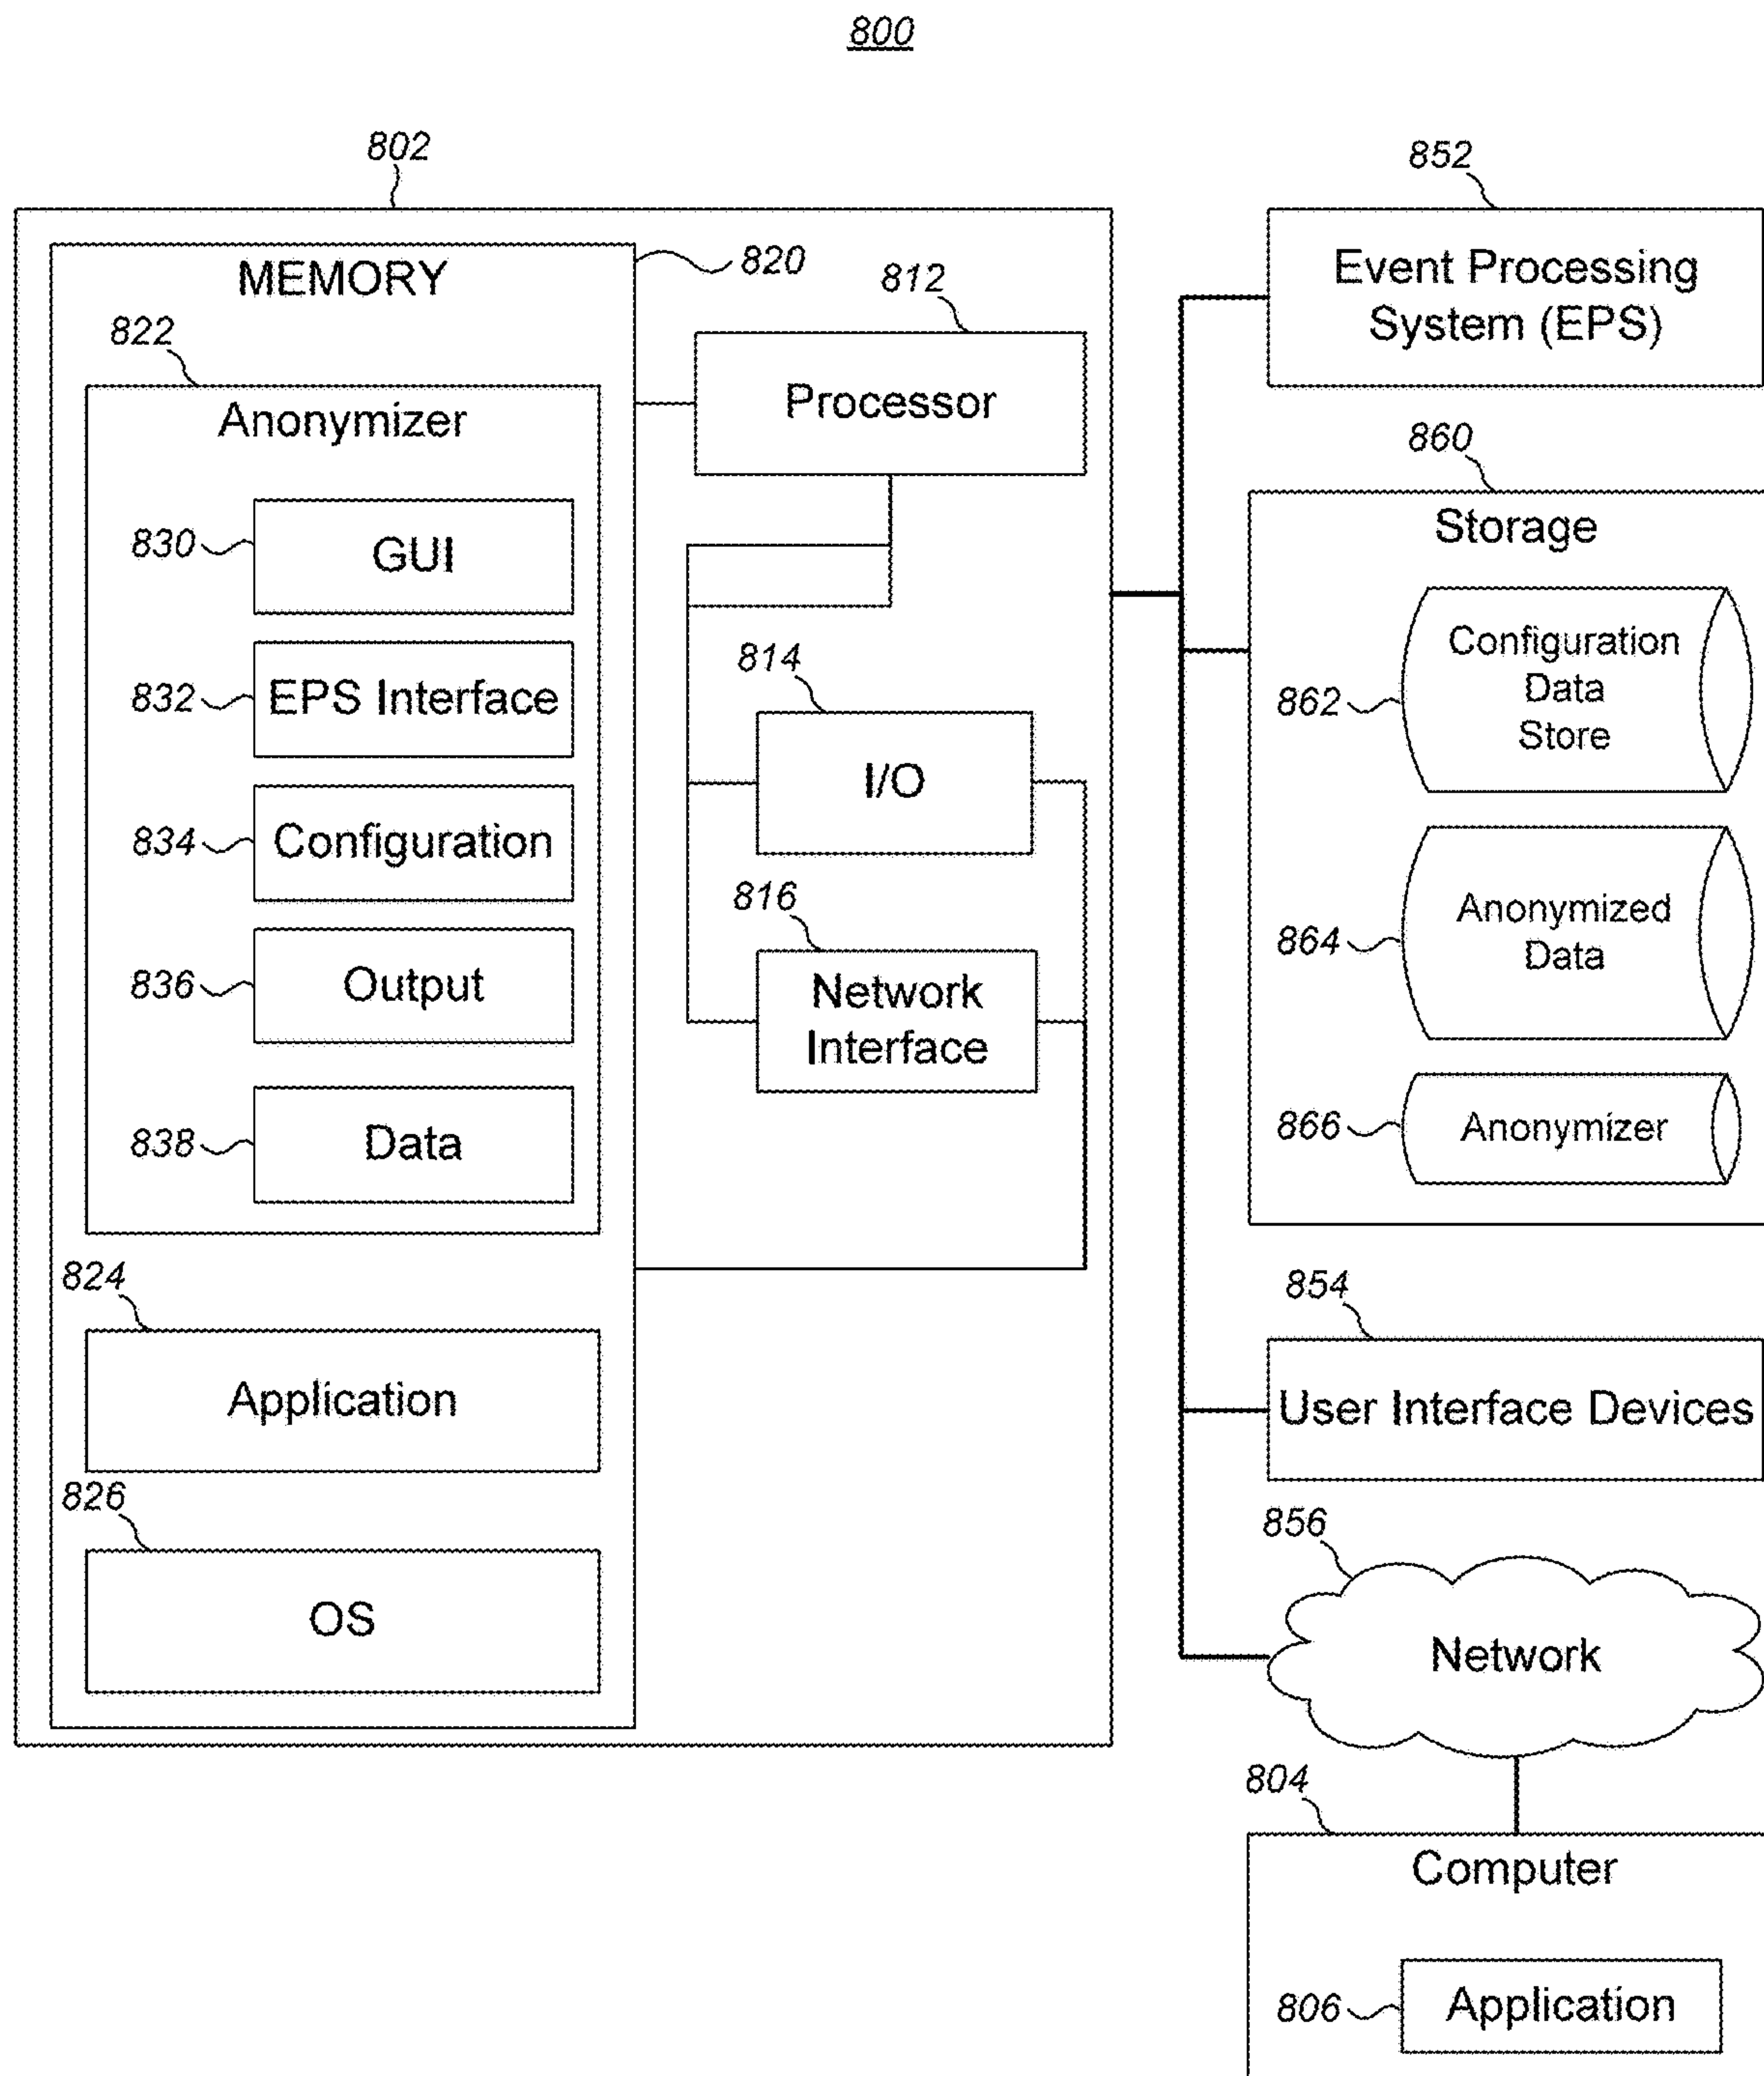 800
802
MEMORY
820
822
Anonymizer
830
GUI
832
EPS Interface
834
Configuration
836
Output
838
Data
824
Application
826
OS
812
Processor
814
I/O
816
Network
Interface
852
Event Processing
System (EPS)
860
Storage
862
Configuration
Data
Store
864
Anonymized
Data
866
Anonymizer
854
User Interface Devices
856
Network
804
Computer
806
Application